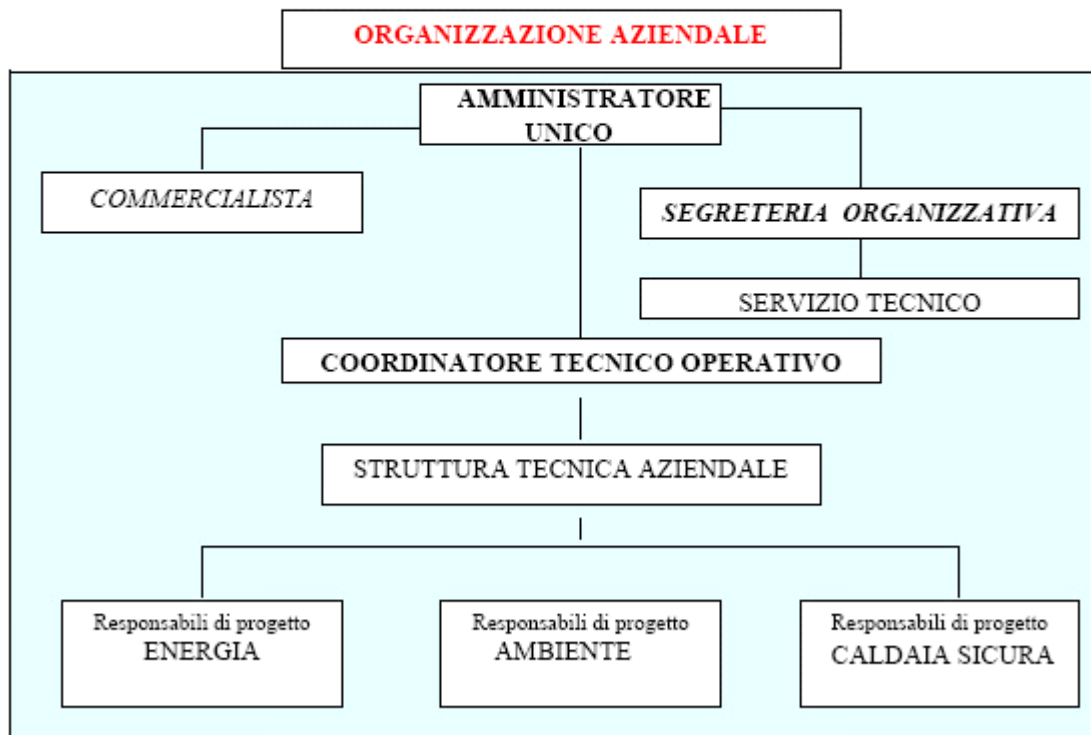 ORGANIZZAZIONE AZIENDALE
AMMINISTRATORE
UNICO
COMMERCIALISTA
SEGRETERIA ORGANIZZATIVA
SERVIZIO TECNICO
COORDINATORE TECNICO OPERATIVO
STRUTTURA TECNICA AZIENDALE
Responsabili di progetto
ENERGIA
Responsabili di progetto
AMBIENTE
Responsabili di progetto
CALDAIA SICURA